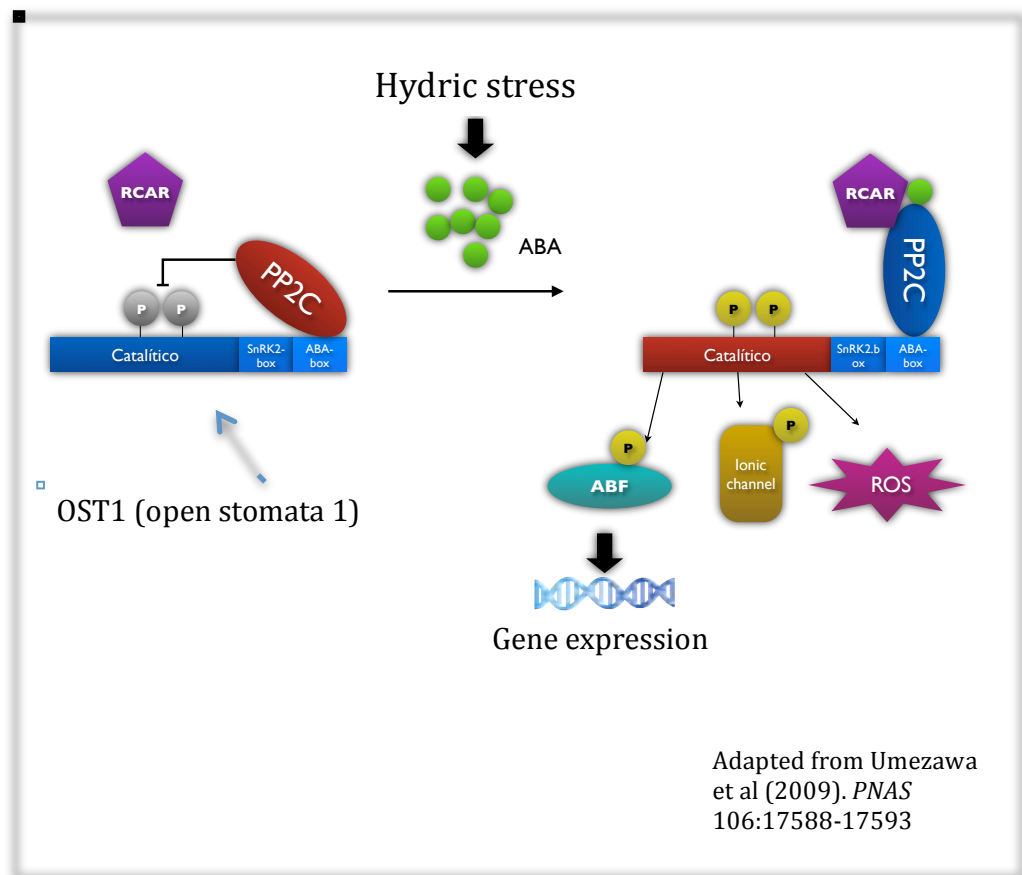 Hydric stress
RCAR
ABA
PP2C
P P
Catalítico
SnRK2-
box
ABA-
box
OST1 (open stomata 1)
RCAR
PP2C
P P
Catalítico
SnRK2.b
ox
ABA-
box
P
ABF
P
Ionic
channel
ROS
Gene expression
Adapted from Umezawa
et al (2009). PNAS
106:17588-17593